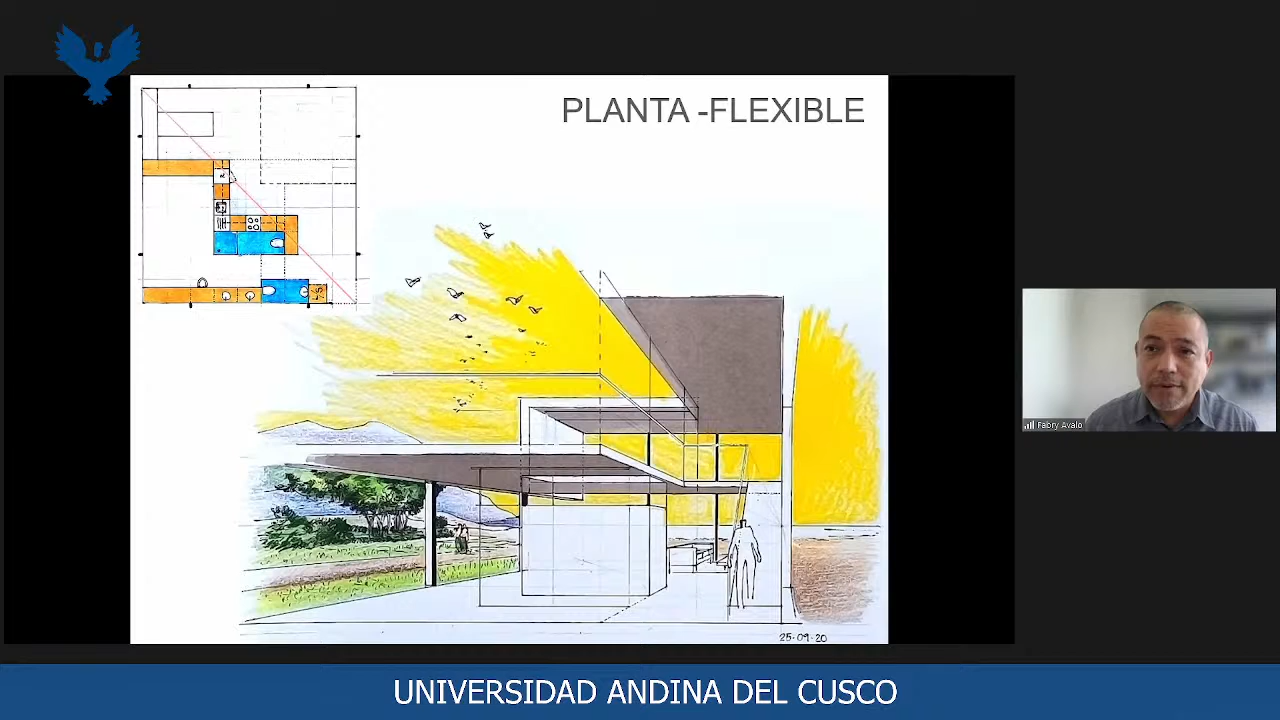 PLANTA -FLEXIBLE
Fabry Avalo
25-09-20
UNIVERSIDAD ANDINA DEL CUSCO